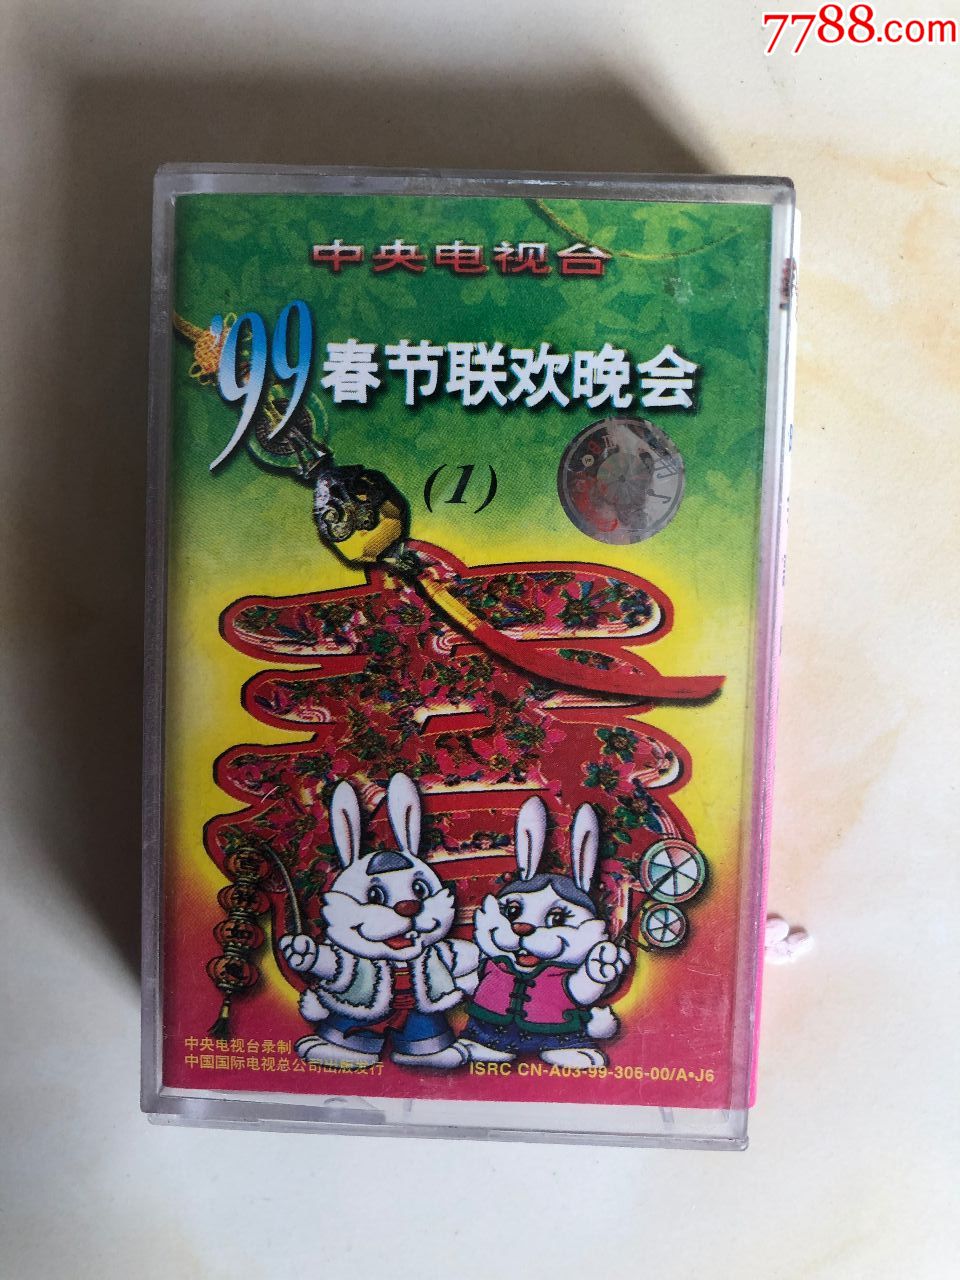 7788.com
中央电视台
'99春节联欢晚会
(1)
中央电视台录制
中国国际电视总公司出版发行
ISRC CN-A03-99-306-00/A•J6